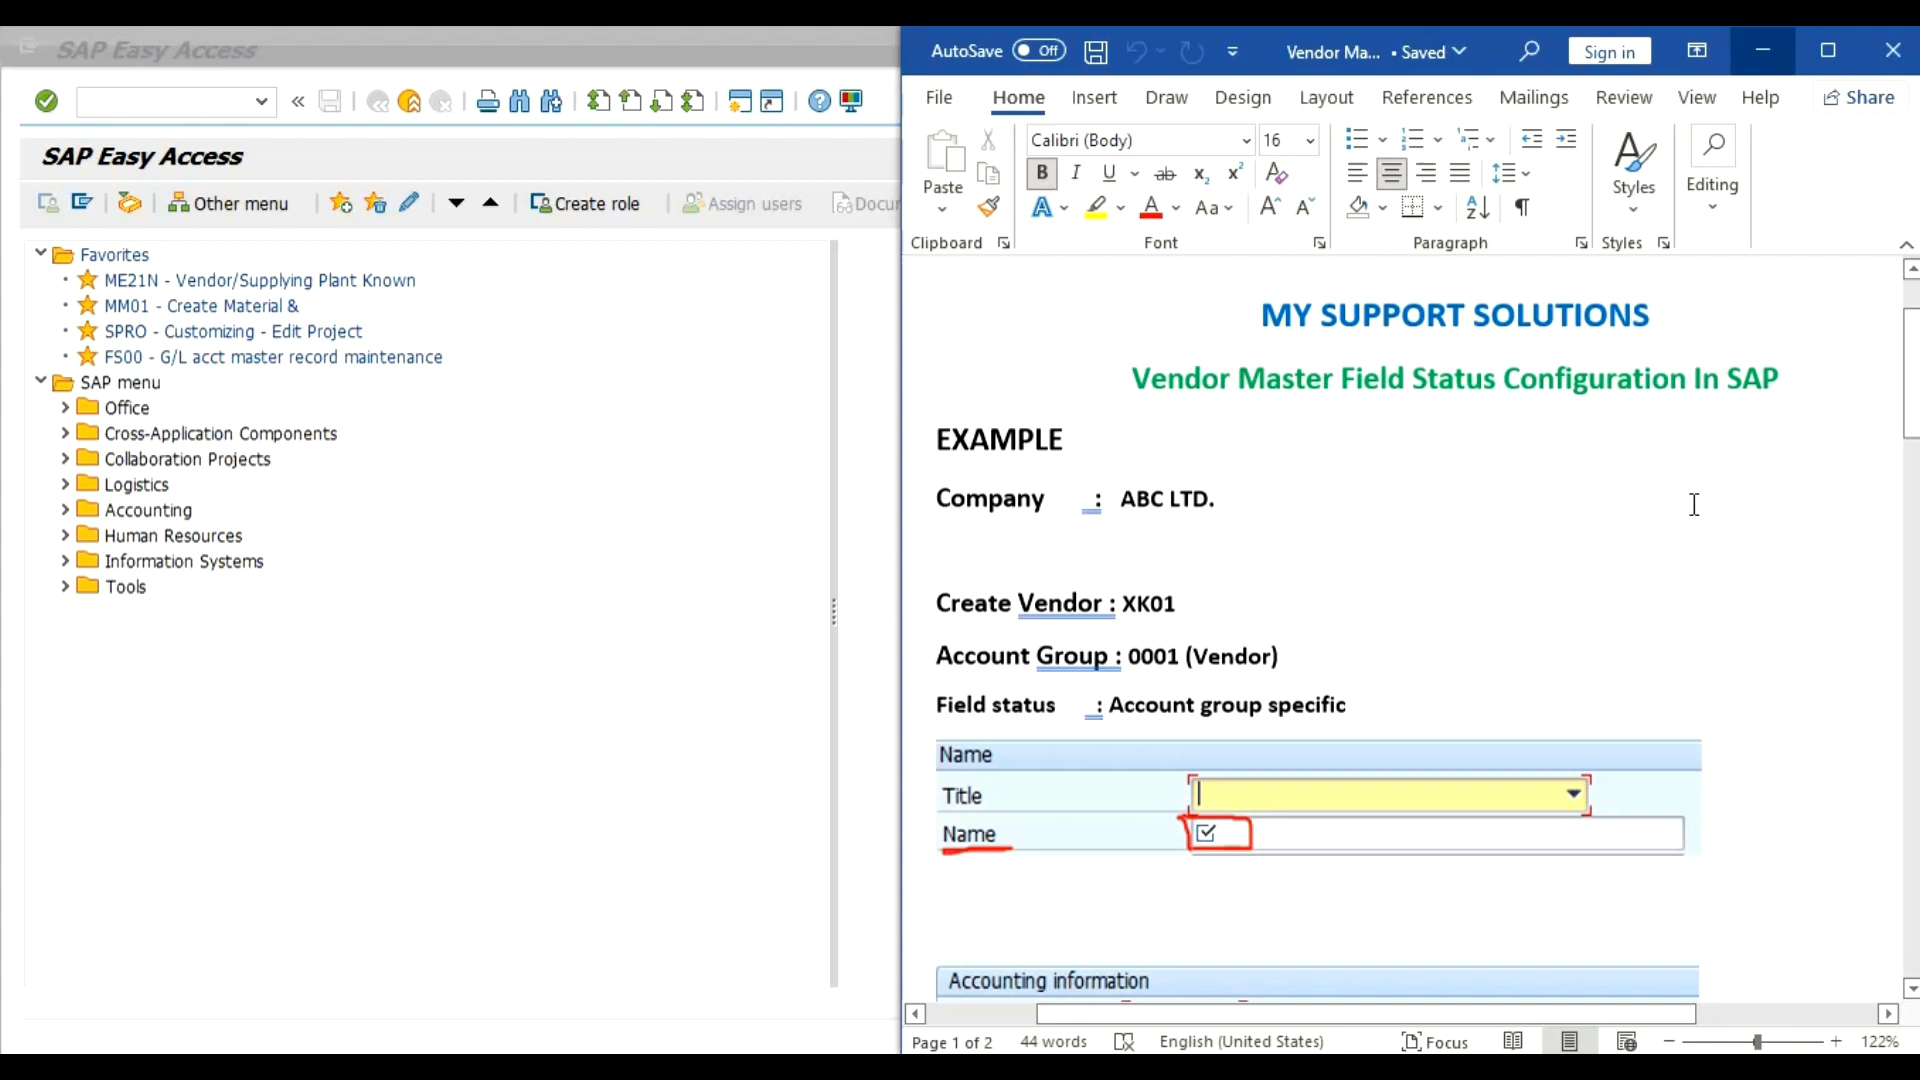 SAP Easy Access
SAP Easy Access
Other menu
Create role
Assign users
Docu
Favorites
ME21N - Vendor/Supplying Plant Known
MM01 - Create Material &
SPRO - Customizing - Edit Project
FS00 - G/L acct master record maintenance
SAP menu
Office
Cross-Application Components
Collaboration Projects
Logistics
Accounting
Human Resources
Information Systems
Tools
AutoSave Off Vendor Ma... • Saved Sign in
File Home Insert Draw Design Layout References Mailings Review View Help Share
Paste
Calibri (Body) 16
B I U ab x₂ x² A
A A Aa A A
Styles
Editing
Clipboard Font Paragraph Styles
MY SUPPORT SOLUTIONS
Vendor Master Field Status Configuration In SAP
EXAMPLE
Company : ABC LTD.
Create Vendor : XK01
Account Group : 0001 (Vendor)
Field status : Account group specific
Name
Title
Name
Accounting information
Page 1 of 2 44 words English (United States) Focus 122%